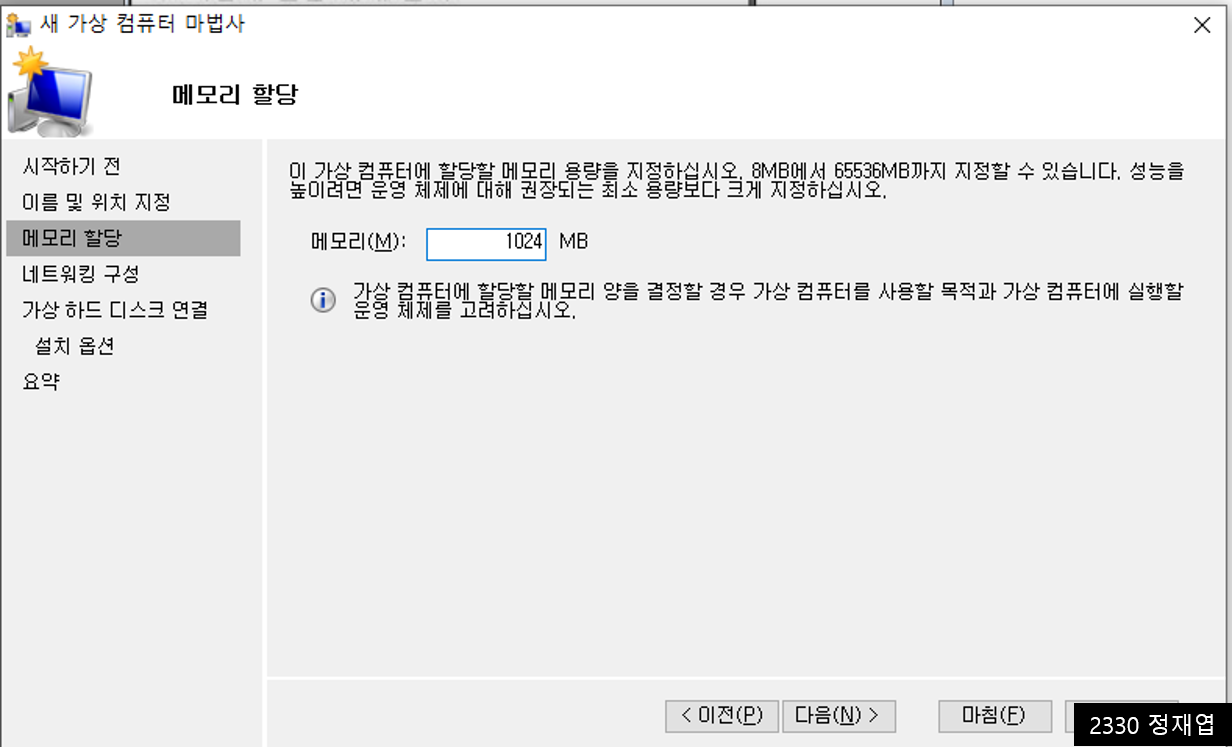 새 가상 컴퓨터 마법사
메모리 할당
시작하기 전
이름 및 위치 지정
메모리 할당
네트워킹 구성
가상 하드 디스크 연결
설치 옵션
요약
이 가상 컴퓨터에 할당할 메모리 용량을 지정하십시오. 8MB에서 65536MB까지 지정할 수 있습니다. 성능을
높이려면 운영 체제에 대해 권장되는 최소 용량보다 크게 지정하십시오.
메모리(M): 1024 MB
가상 컴퓨터에 할당할 메모리 양을 결정할 경우 가상 컴퓨터를 사용할 목적과 가상 컴퓨터에 실행할
운영 체제를 고려하십시오.
< 이전(P) 다음(N) > 마침(F)
2330 정재엽